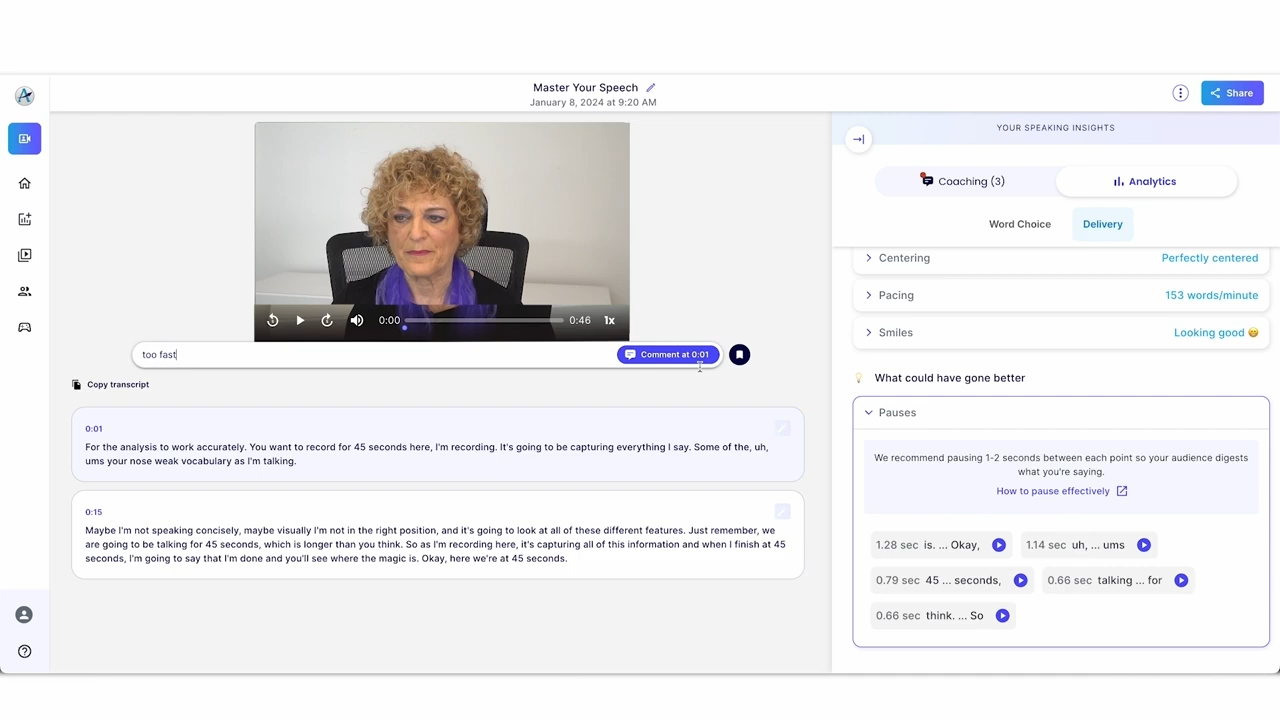 Master Your Speech
January 8, 2024 at 9:20 AM
Share
YOUR SPEAKING INSIGHTS
Coaching (3)
Analytics
Word Choice
Delivery
Centering
Perfectly centered
Pacing
153 words/minute
Smiles
Looking good
0:00
0:46
1x
too fast
Comment at 0:01
Copy transcript
0:01
For the analysis to work accurately. You want to record for 45 seconds here, I'm recording. It's going to be capturing everything I say. Some of the, uh,
ums your nose weak vocabulary as I'm talking.
0:15
Maybe I'm not speaking concisely, maybe visually I'm not in the right position, and it's going to look at all of these different features. Just remember, we
are going to be talking for 45 seconds, which is longer than you think. So as I'm recording here, it's capturing all of this information and when I finish at 45
seconds, I'm going to say that I'm done and you'll see where the magic is. Okay, here we're at 45 seconds.
What could have gone better
Pauses
We recommend pausing 1-2 seconds between each point so your audience digests
what you're saying.
How to pause effectively
1.28 sec is. ... Okay,
1.14 sec uh, ... ums
0.79 sec 45 ... seconds,
0.66 sec talking ... for
0.66 sec think. ... So